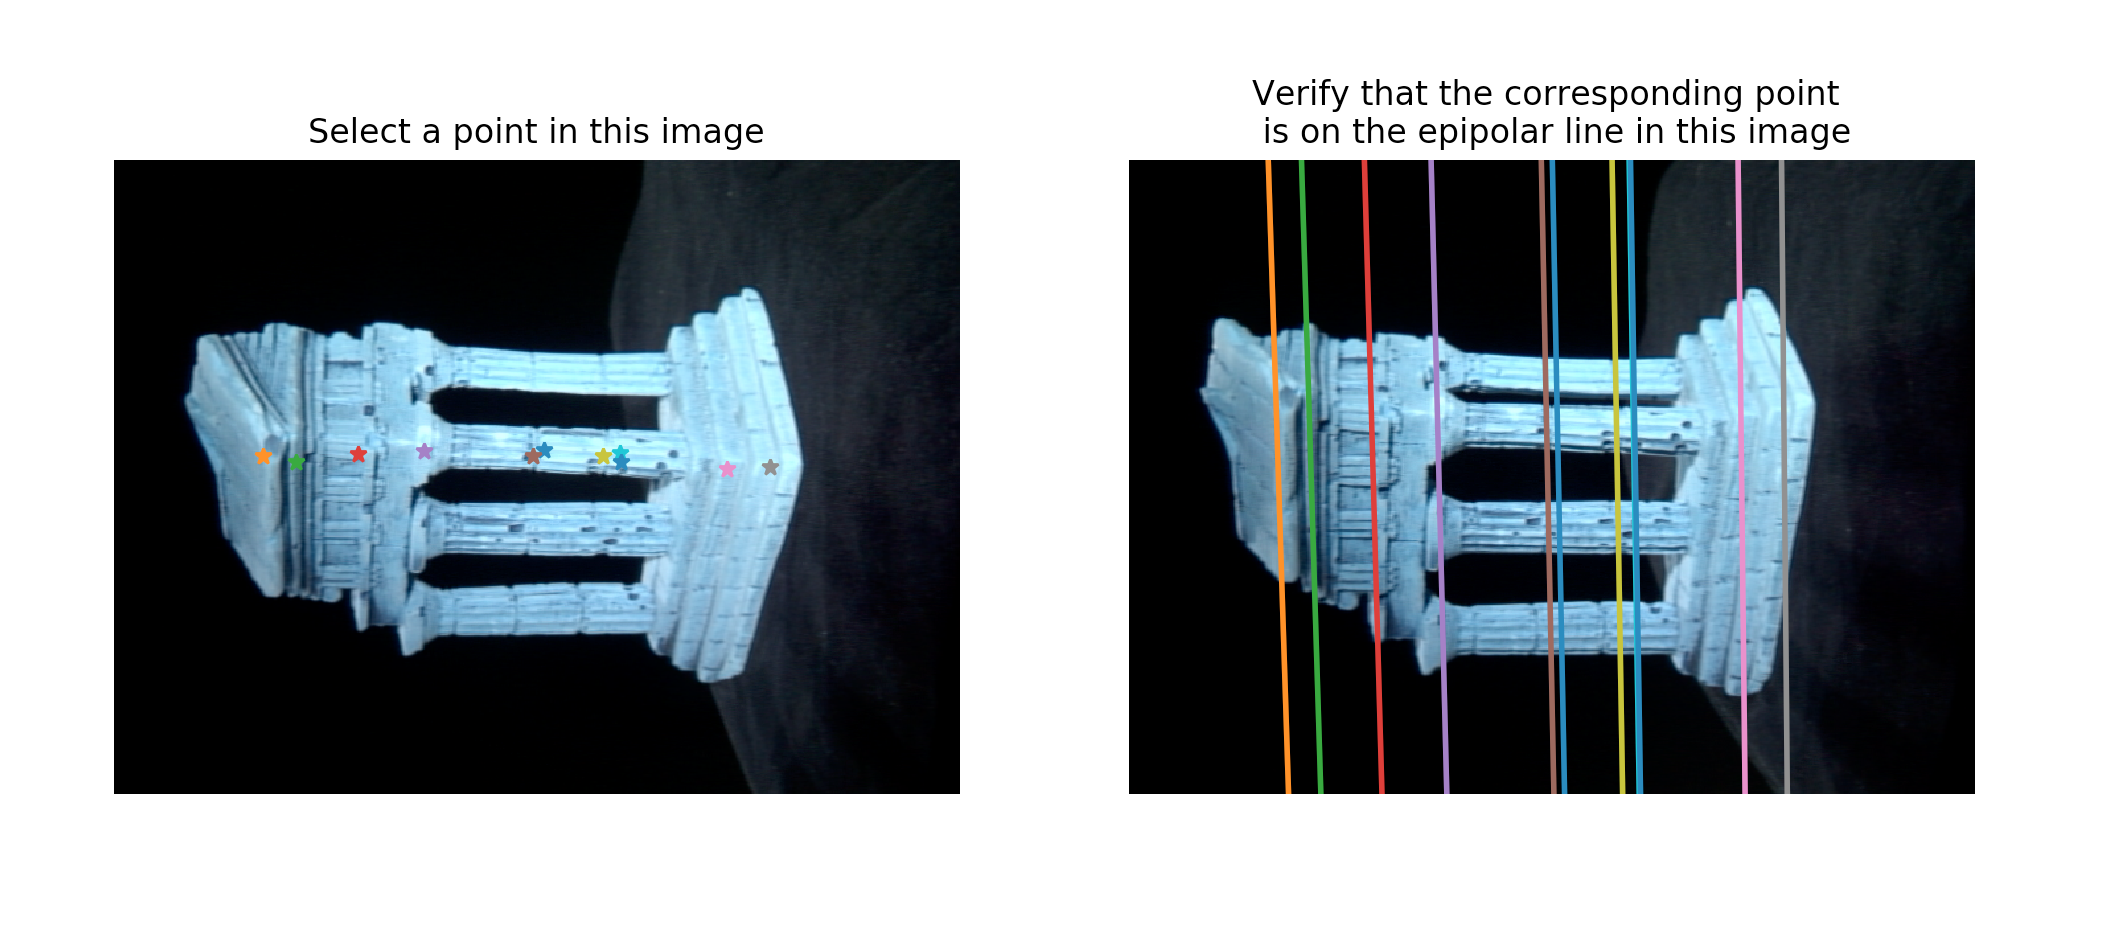 Select a point in this image
Verify that the corresponding point
is on the epipolar line in this image